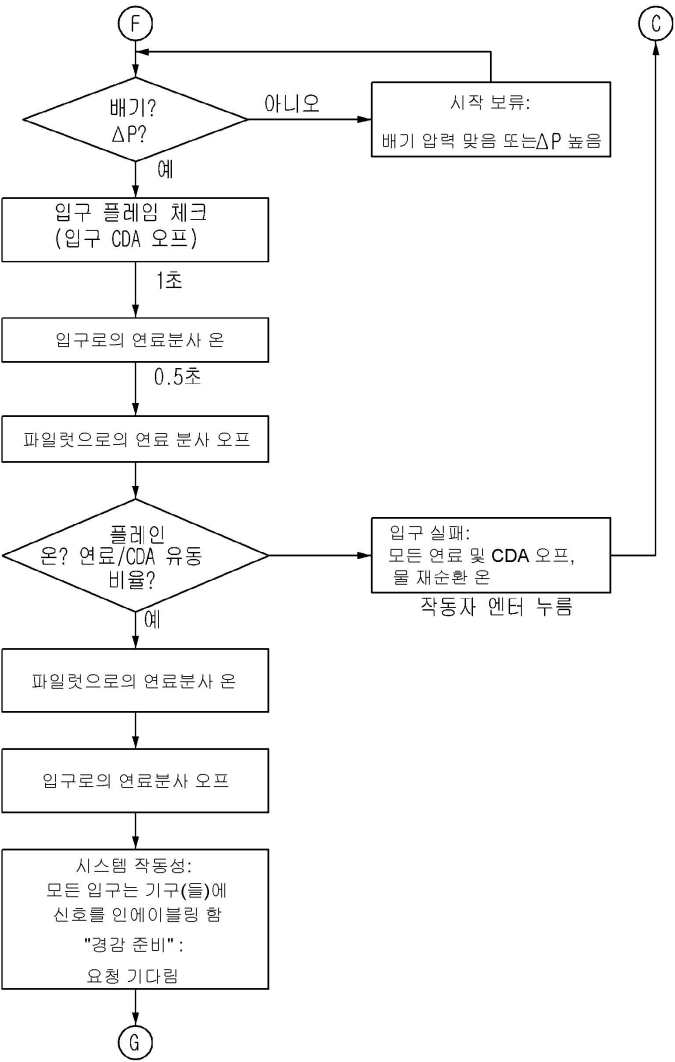 F
C
배기?
ΔP?
아니오
시작 보류:
배기 압력 맞음 또는ΔP 높음
예
입구 플레임 체크
(입구 CDA 오프)
1초
입구로의 연료분사 온
0.5초
파일럿으로의 연료 분사 오프
플레인
온? 연료/CDA 유동
비율?
입구 실패:
모든 연료 및 CDA 오프,
물 재순환 온
작동자 엔터 누름
예
파일럿으로의 연료분사 온
입구로의 연료분사 오프
시스템 작동성:
모든 입구는 기구(들)에
신호를 인에이블링 함
"경감 준비" :
요청 기다림
G